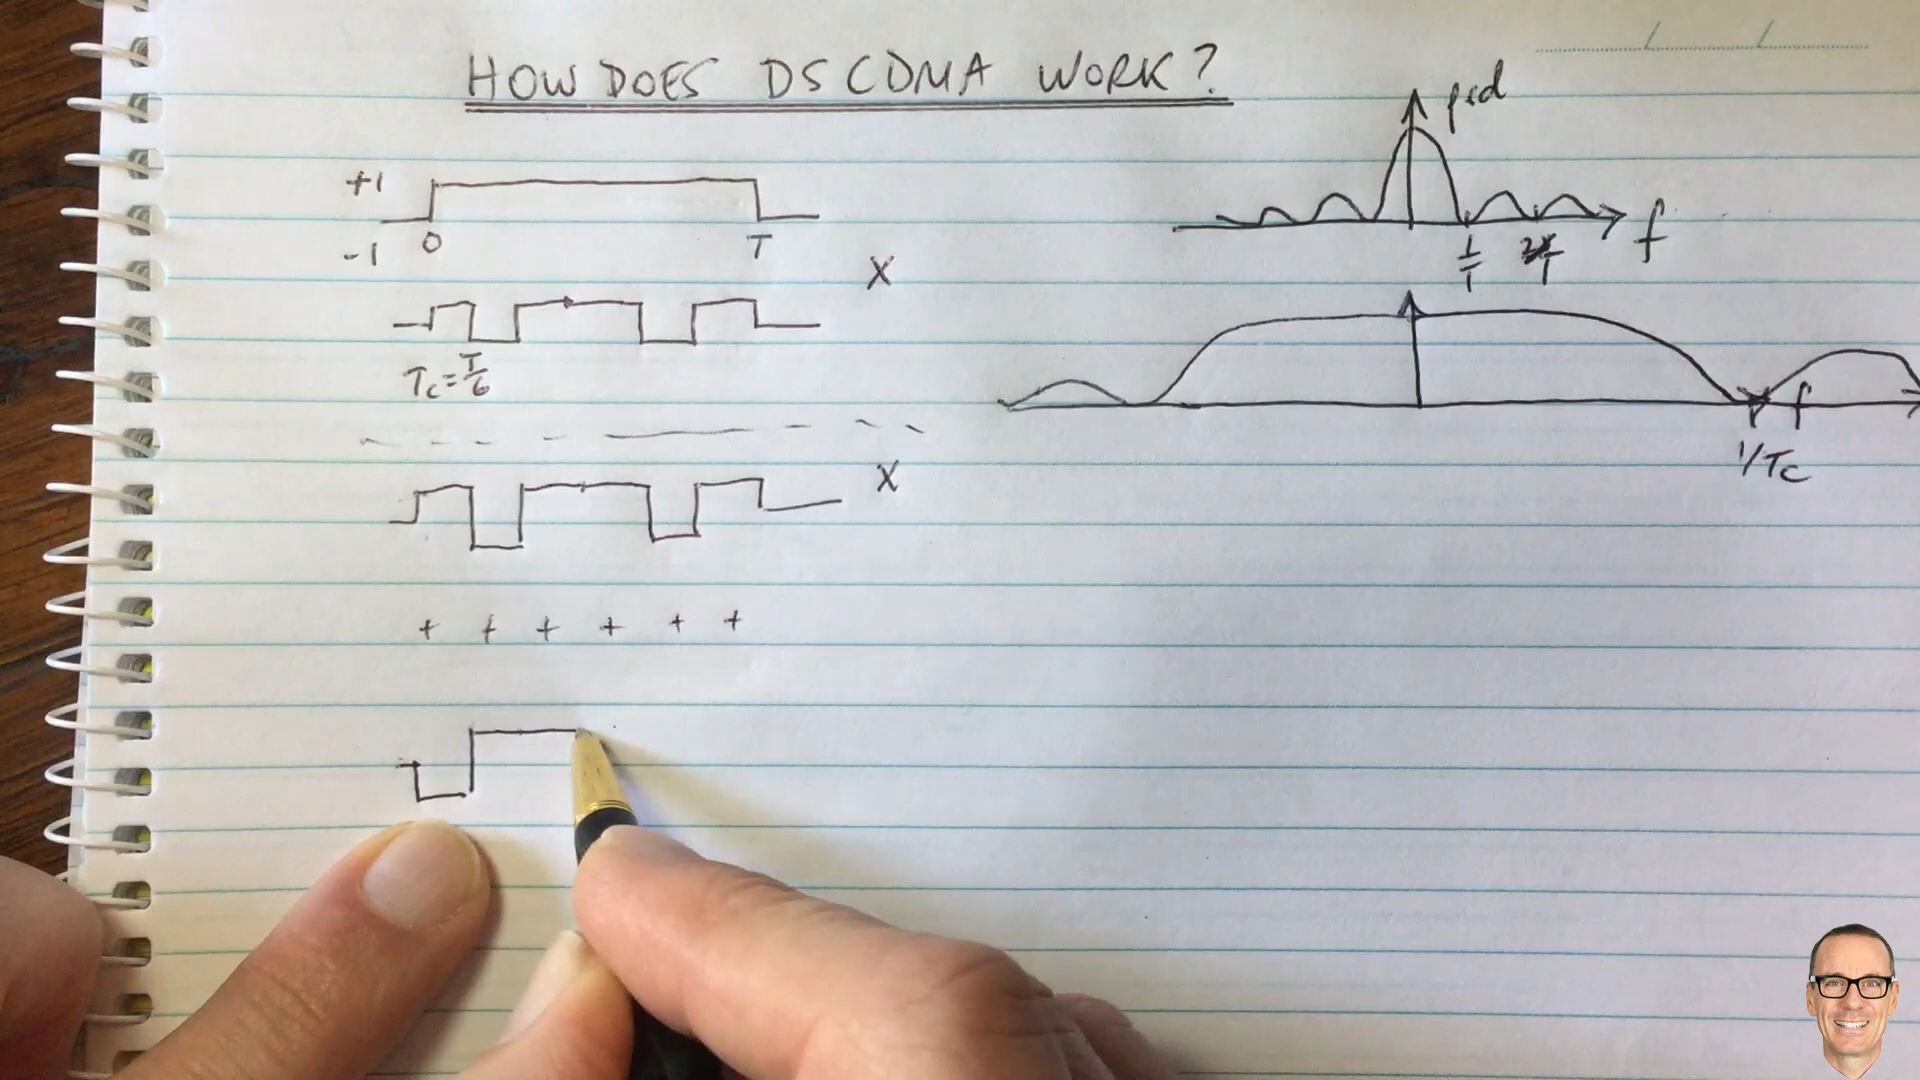 HOW DOES DS CDMA WORK?
psd
+1
-1
0
T
X
f
1/T
Tc = T/6
f
1/Tc
X
+ + + + + +